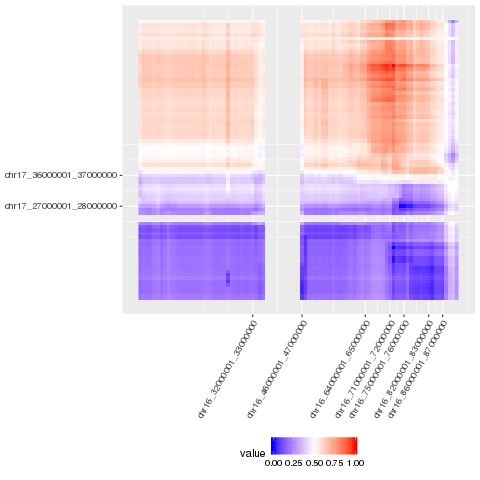 chr17_36000001_37000000
chr17_27000001_28000000
chr16_32000001_33000000
chr16_46000001_47000000
chr16_64000001_65000000
chr16_71000001_72000000
chr16_75000001_76000000
chr16_82000001_83000000
chr16_86000001_87000000
value
0.00 0.25 0.50 0.75 1.00